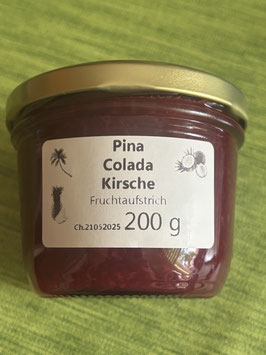 Pina
Colada
Kirsche
Fruchtaufstrich
Ch.21052025 200 g